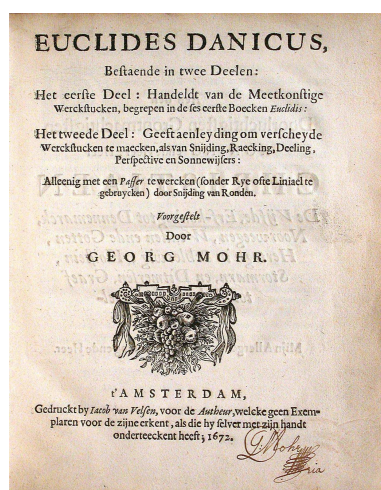 EUCLIDES DANICUS,
Bestaende in twee Deelen:
Het eerste Deel: Handeldt van de Meetkonstige
Werckstucken, begrepen in de ses eerste Boecken Euclidis:
Het tweede Deel: Geeft aenleyding om verscheyde
Werckstucken te maecken, als van Snijding, Raecking, Deeling,
Perspective en Sonnewijsers:
Alleenig met een Passer te wercken (sonder Rye ofte Liniael te
gebruycken) door Snijding van Ronden.
Voorgestelt
Door
GEORG MOHR.
t'AMSTERDAM,
Gedruckt by Iacob van Velsen, voor de Autheur, welcke geen Exem-
plaren voor de zijne erkent, als die hy selver met zijn handt
onderteeckent heeft; 1672.
GMohr